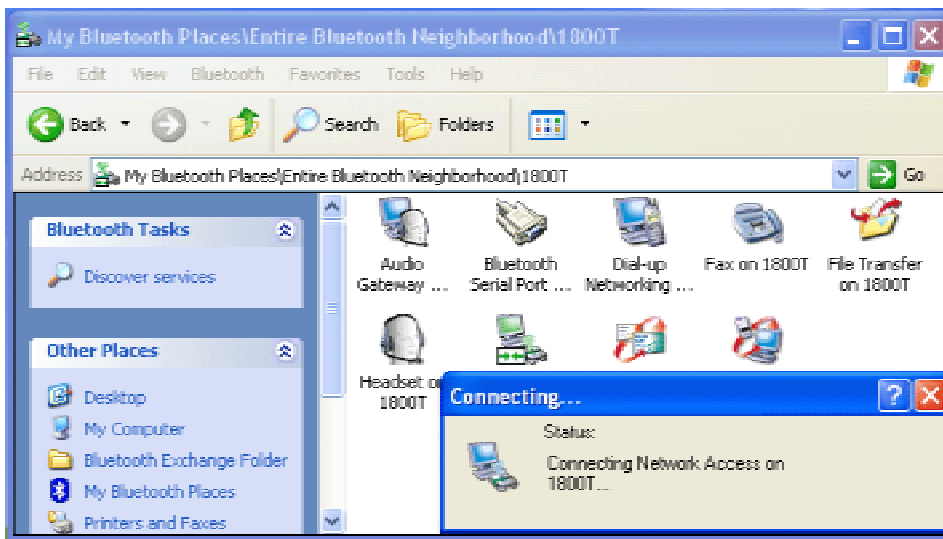 My Bluetooth Places\Entire Bluetooth Neighborhood\1800T
File Edit View Bluetooth Favorites Tools Help
Back Search Folders
Address My Bluetooth Places\Entire Bluetooth Neighborhood\1800T Go
Bluetooth Tasks
Discover services
Other Places
Desktop
My Computer
Bluetooth Exchange Folder
My Bluetooth Places
Printers and Faxes
Audio
Gateway ...
Bluetooth
Serial Port ...
Dial-up
Networking ...
Fax on 1800T
File Transfer
on 1800T
Headset on
1800T
Connecting...
Status:
Connecting Network Access on
1800T...